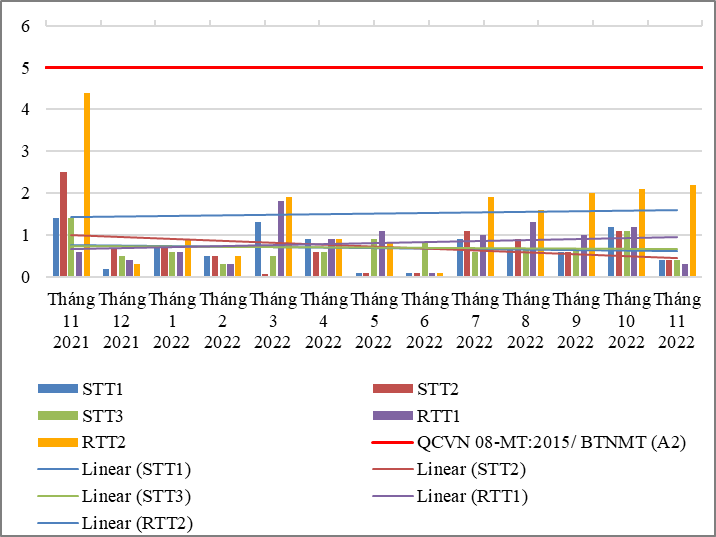 6
5
4
3
2
1
0
Tháng Tháng Tháng Tháng Tháng Tháng Tháng Tháng Tháng Tháng Tháng Tháng Tháng
11 12 1 2 3 4 5 6 7 8 9 10 11
2021 2021 2022 2022 2022 2022 2022 2022 2022 2022 2022 2022 2022
STT1 STT2
STT3 RTT1
RTT2 QCVN 08-MT:2015/ BTNMT (A2)
Linear (STT1) Linear (STT2)
Linear (STT3) Linear (RTT1)
Linear (RTT2)